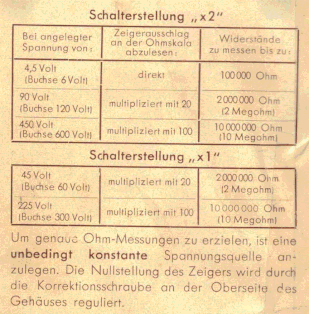 Schalterstellung „x2"
Bei angelegter Spannung von: Zeigerausschlag an der Ohmskala abzulesen: Widerstände zu messen bis zu:
4,5 Volt (Buchse 6 Volt) direkt 100 000 Ohm
90 Volt (Buchse 120 Volt) multipliziert mit 20 2 000 000 Ohm (2 Megohm)
450 Volt (Buchse 600 Volt) multipliziert mit 100 10 000 000 Ohm (10 Megohm)
Schalterstellung „x1"
45 Volt (Buchse 60 Volt) multipliziert mit 20 2 000 000 Ohm (2 Megohm)
225 Volt (Buchse 300 Volt) multipliziert mit 100 10 000 000 Ohm (10 Megohm)
Um genaue Ohm-Messungen zu erzielen, ist eine
unbedingt konstante Spannungsquelle an-
zulegen. Die Nullstellung des Zeigers wird durch
die Korrektionsschraube an der Oberseite des
Gehäuses reguliert.